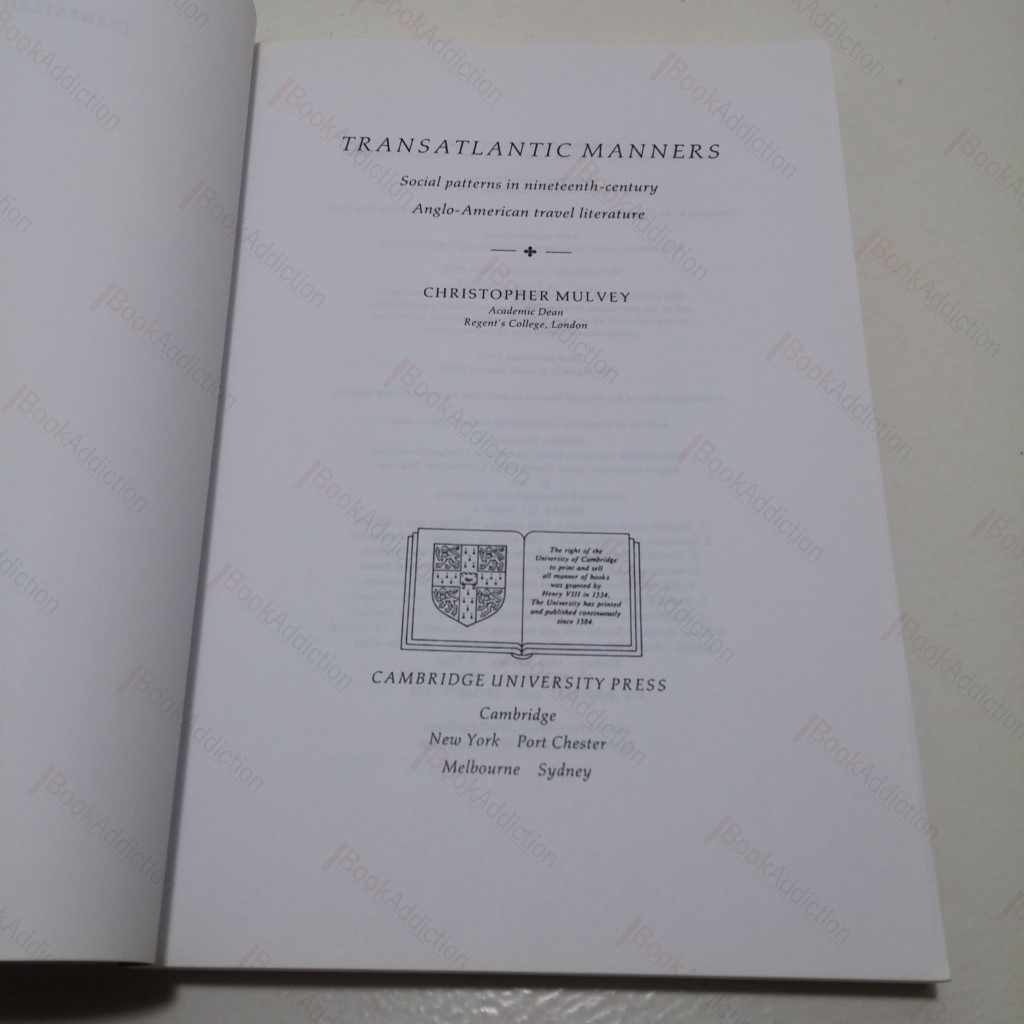 TRANSATLANTIC MANNERS
Social patterns in nineteenth-century
Anglo-American travel literature
CHRISTOPHER MULVEY
Academic Dean
Regent's College, London
The right of the
University of Cambridge
to print and sell
all manner of books
was granted by
Henry VIII in 1534.
The University has printed
and published continuously
since 1584.
CAMBRIDGE UNIVERSITY PRESS
Cambridge
New York Port Chester
Melbourne Sydney
BookAddiction